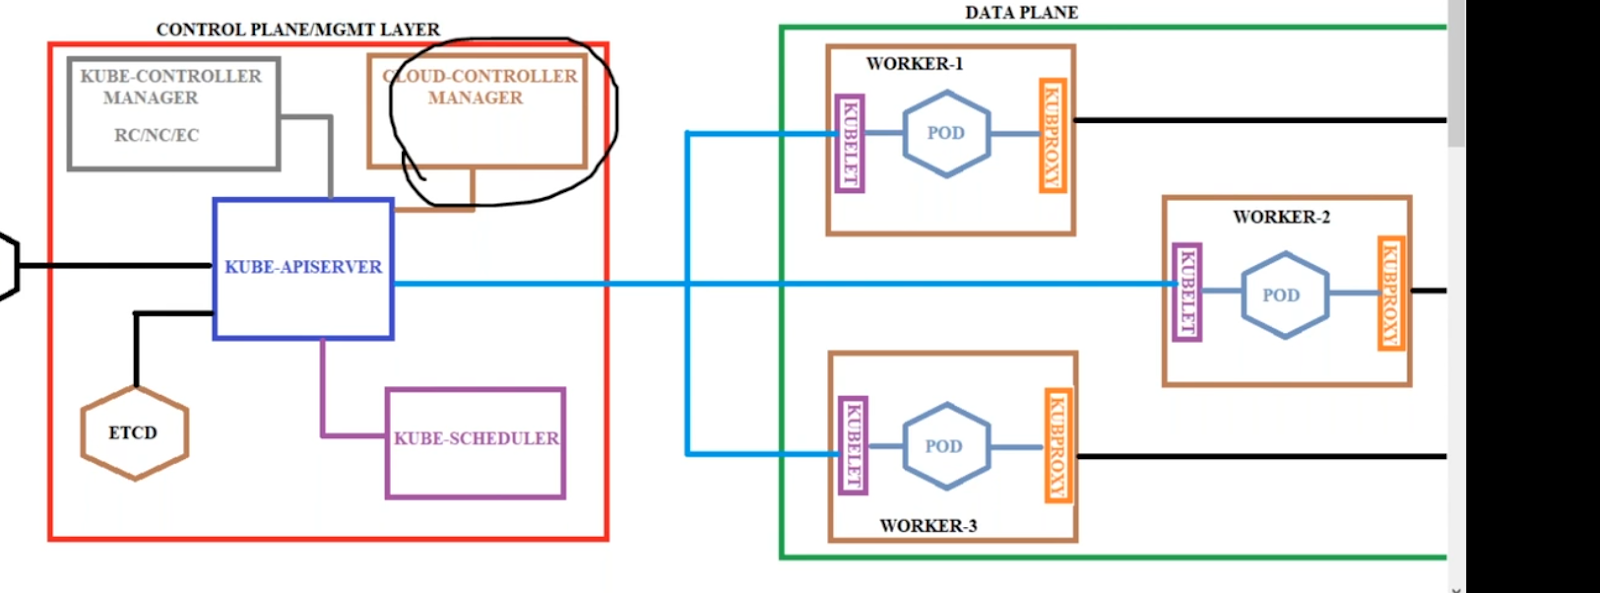 CONTROL PLANE/MGMT LAYER
KUBE-CONTROLLER
MANAGER
RC/NC/EC
CLOUD-CONTROLLER
MANAGER
KUBE-APISERVER
ETCD
KUBE-SCHEDULER
DATA PLANE
WORKER-1
KUBELET
POD
KUBPROXY
WORKER-2
KUBELET
POD
KUBPROXY
KUBELET
POD
KUBPROXY
WORKER-3